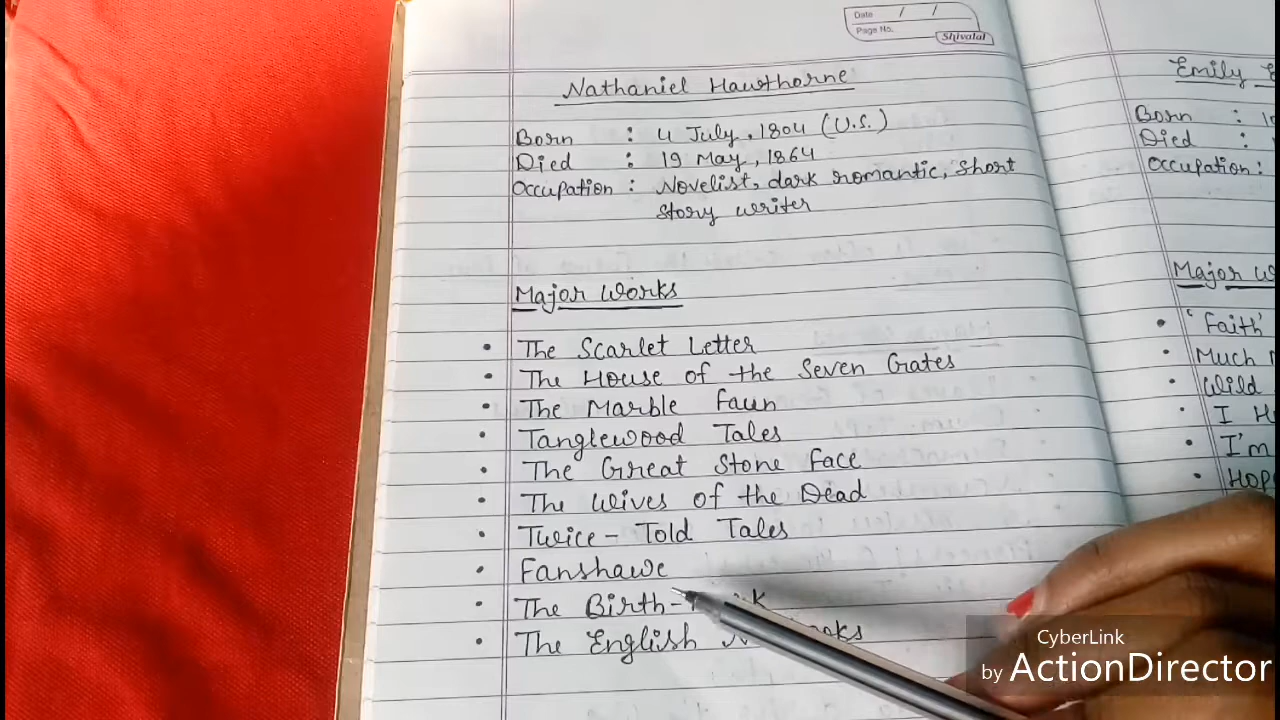 Date / /
Page No.
Shivalal
Nathaniel Hawthorne
Born : 4 July, 1804 (U.S.)
Died : 19 May, 1864
Occupation : Novelist, dark romantic, Short
Story writer
Major Works
• The Scarlet Letter
• The House of the Seven Gates
• The Marble Faun
• Tanglewood Tales
• The Great Stone Face
• The Wives of the Dead
• Twice-Told Tales
• Fanshawe
• The Birth-
• The English
Emily
Born :
Died :
Occupation :
Major
• 'Faith'
• Much
• Wild
• I
• I'm
•
CyberLink
by ActionDirector